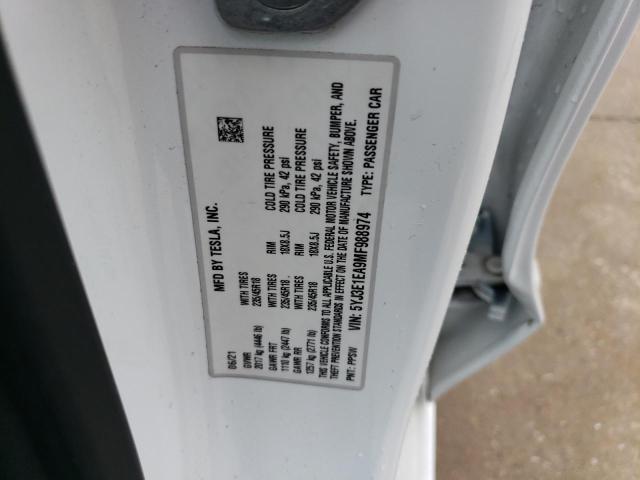 MFD BY TESLA, INC.
06/21
GVWR WITH TIRES RIM COLD TIRE PRESSURE
2017 kg (4446 lb) 235/45R18 18X8.5J 290 kPa, 42 psi
GAWR FRT WITH TIRES RIM COLD TIRE PRESSURE
1110 kg (2447 lb) 235/45R18 18X8.5J 290 kPa, 42 psi
GAWR RR
1257 kg (2771 lb) 235/45R18
THIS VEHICLE CONFORMS TO ALL APPLICABLE U.S. FEDERAL MOTOR VEHICLE SAFETY, BUMPER, AND
THEFT PREVENTION STANDARDS IN EFFECT ON THE DATE OF MANUFACTURE SHOWN ABOVE.
VIN: 5YJ3E1EA9MF988974 TYPE: PASSENGER CAR
PNT: PPSW